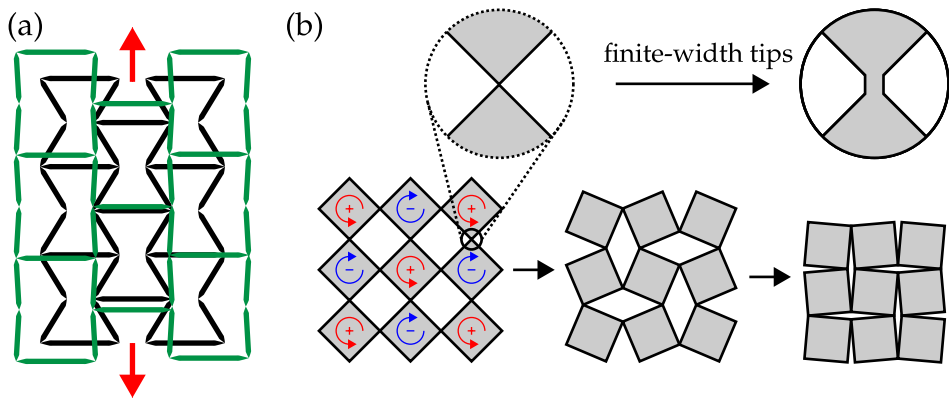 (a)
(b)
finite-width tips
+ - +
- + -
+ - +